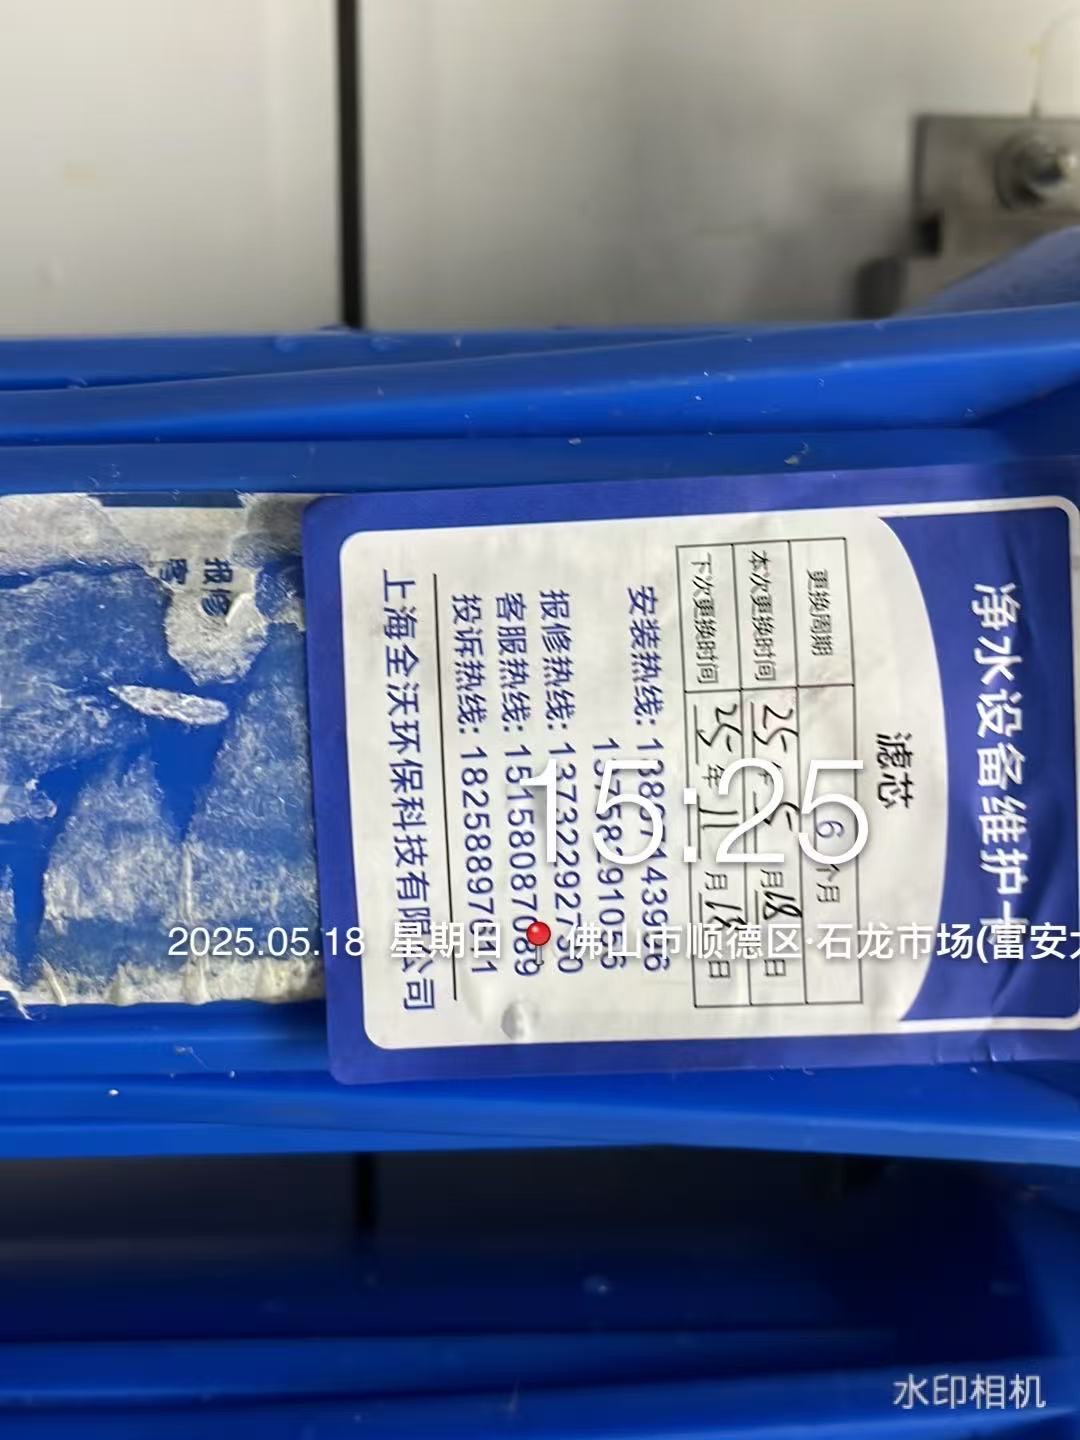 净水设备维护卡
滤芯
更换周期 6个月
本次更换时间 25年5月18日
下次更换时间 25年11月18日
安装热线:
报修热线:
客服热线: 15158087089
投诉热线:
上海全沃环保科技有限公司
报修
15:25
2025.05.18 星期日 佛山市顺德区·石龙市场(富安
水印相机